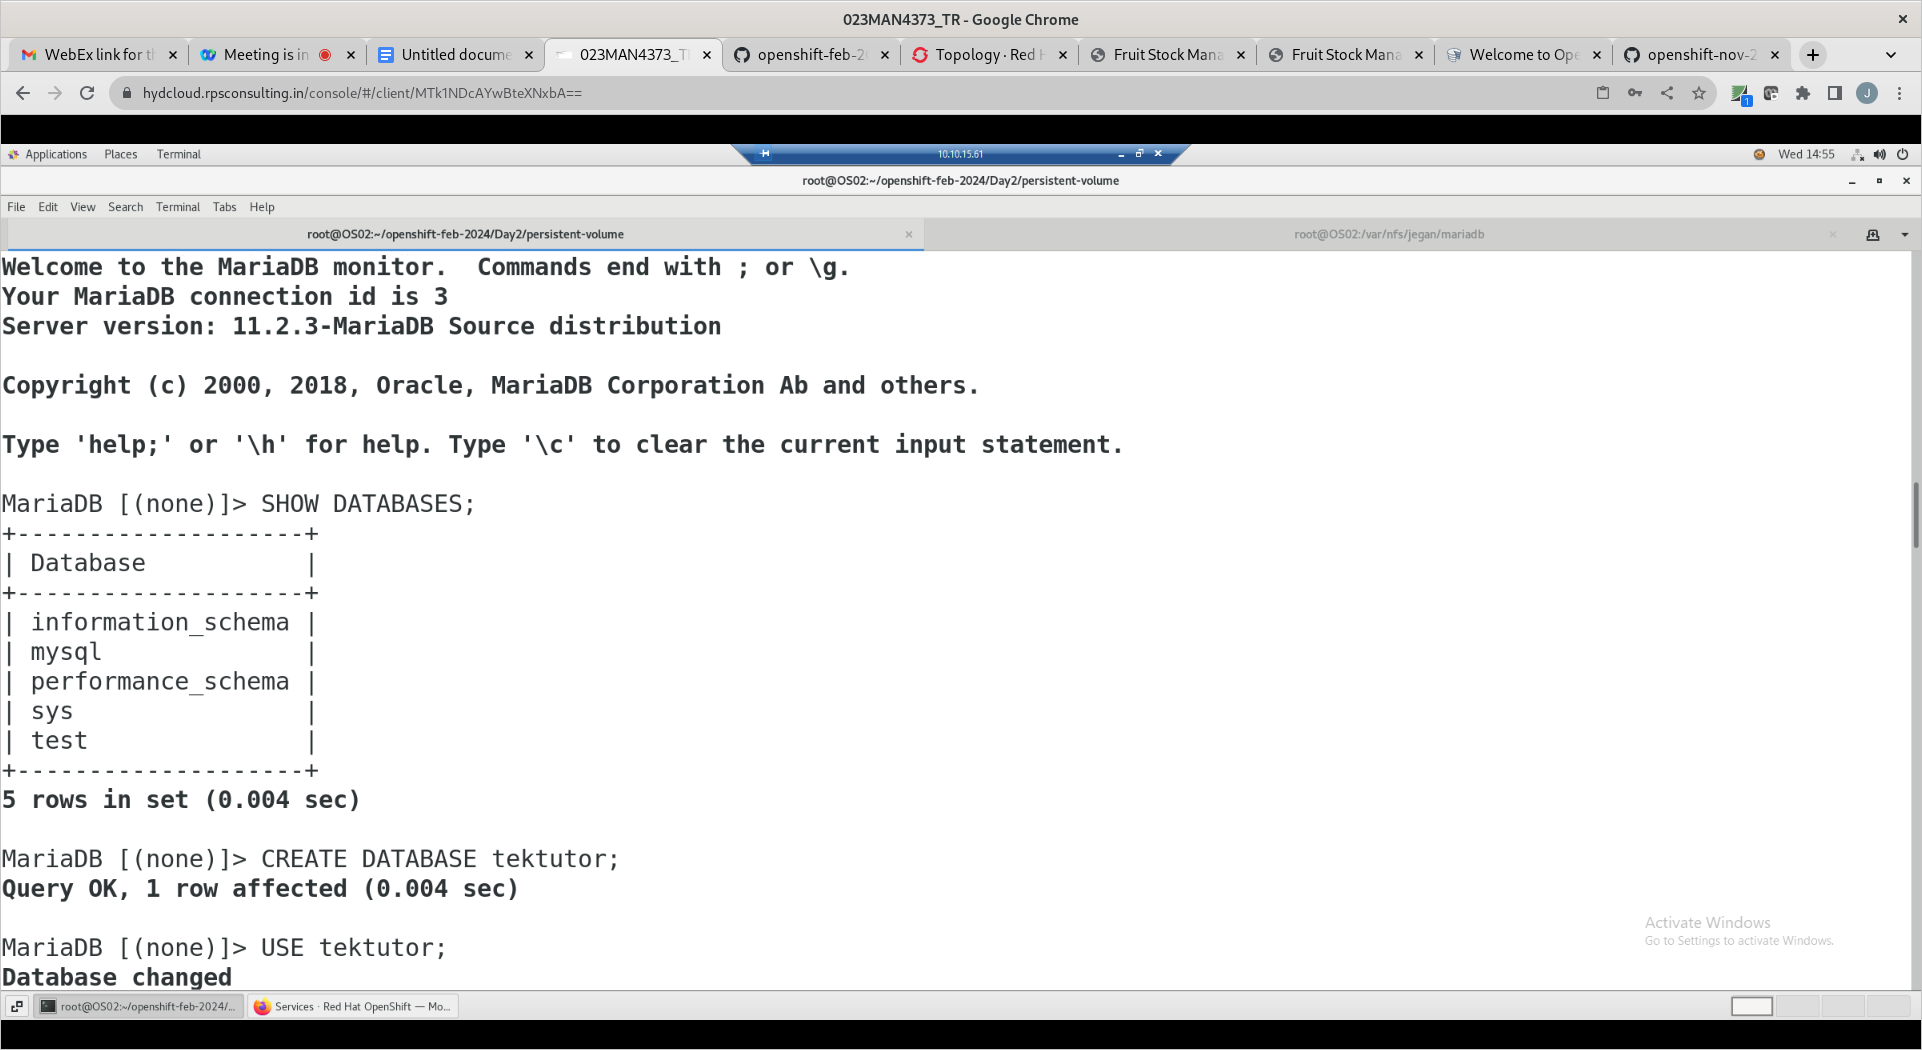 023MAN4373_TR - Google Chrome
WebEx link for th
Meeting is in
Untitled docume
023MAN4373_T
openshift-feb-2
Topology · Red H
Fruit Stock Mana
Fruit Stock Mana
Welcome to Ope
openshift-nov-2
hydcloud.rpsconsulting.in/console/#/client/MTk1NDcAYwBteXNxbA==
1
J
Applications Places Terminal
10.10.15.61
Wed 14:55
root@OS02:~/openshift-feb-2024/Day2/persistent-volume
File Edit View Search Terminal Tabs Help
root@OS02:~/openshift-feb-2024/Day2/persistent-volume
root@OS02:/var/nfs/jegan/mariadb
Welcome to the MariaDB monitor.  Commands end with ; or \g.
Your MariaDB connection id is 3
Server version: 11.2.3-MariaDB Source distribution
Copyright (c) 2000, 2018, Oracle, MariaDB Corporation Ab and others.
Type 'help;' or '\h' for help. Type '\c' to clear the current input statement.
MariaDB [(none)]> SHOW DATABASES;
+--------------------+
| Database           |
+--------------------+
| information_schema |
| mysql              |
| performance_schema |
| sys                |
| test               |
+--------------------+
5 rows in set (0.004 sec)
MariaDB [(none)]> CREATE DATABASE tektutor;
Query OK, 1 row affected (0.004 sec)
MariaDB [(none)]> USE tektutor;
Database changed
Activate Windows
Go to Settings to activate Windows.
root@OS02:~/openshift-feb-2024/...
Services · Red Hat OpenShift — Mo...